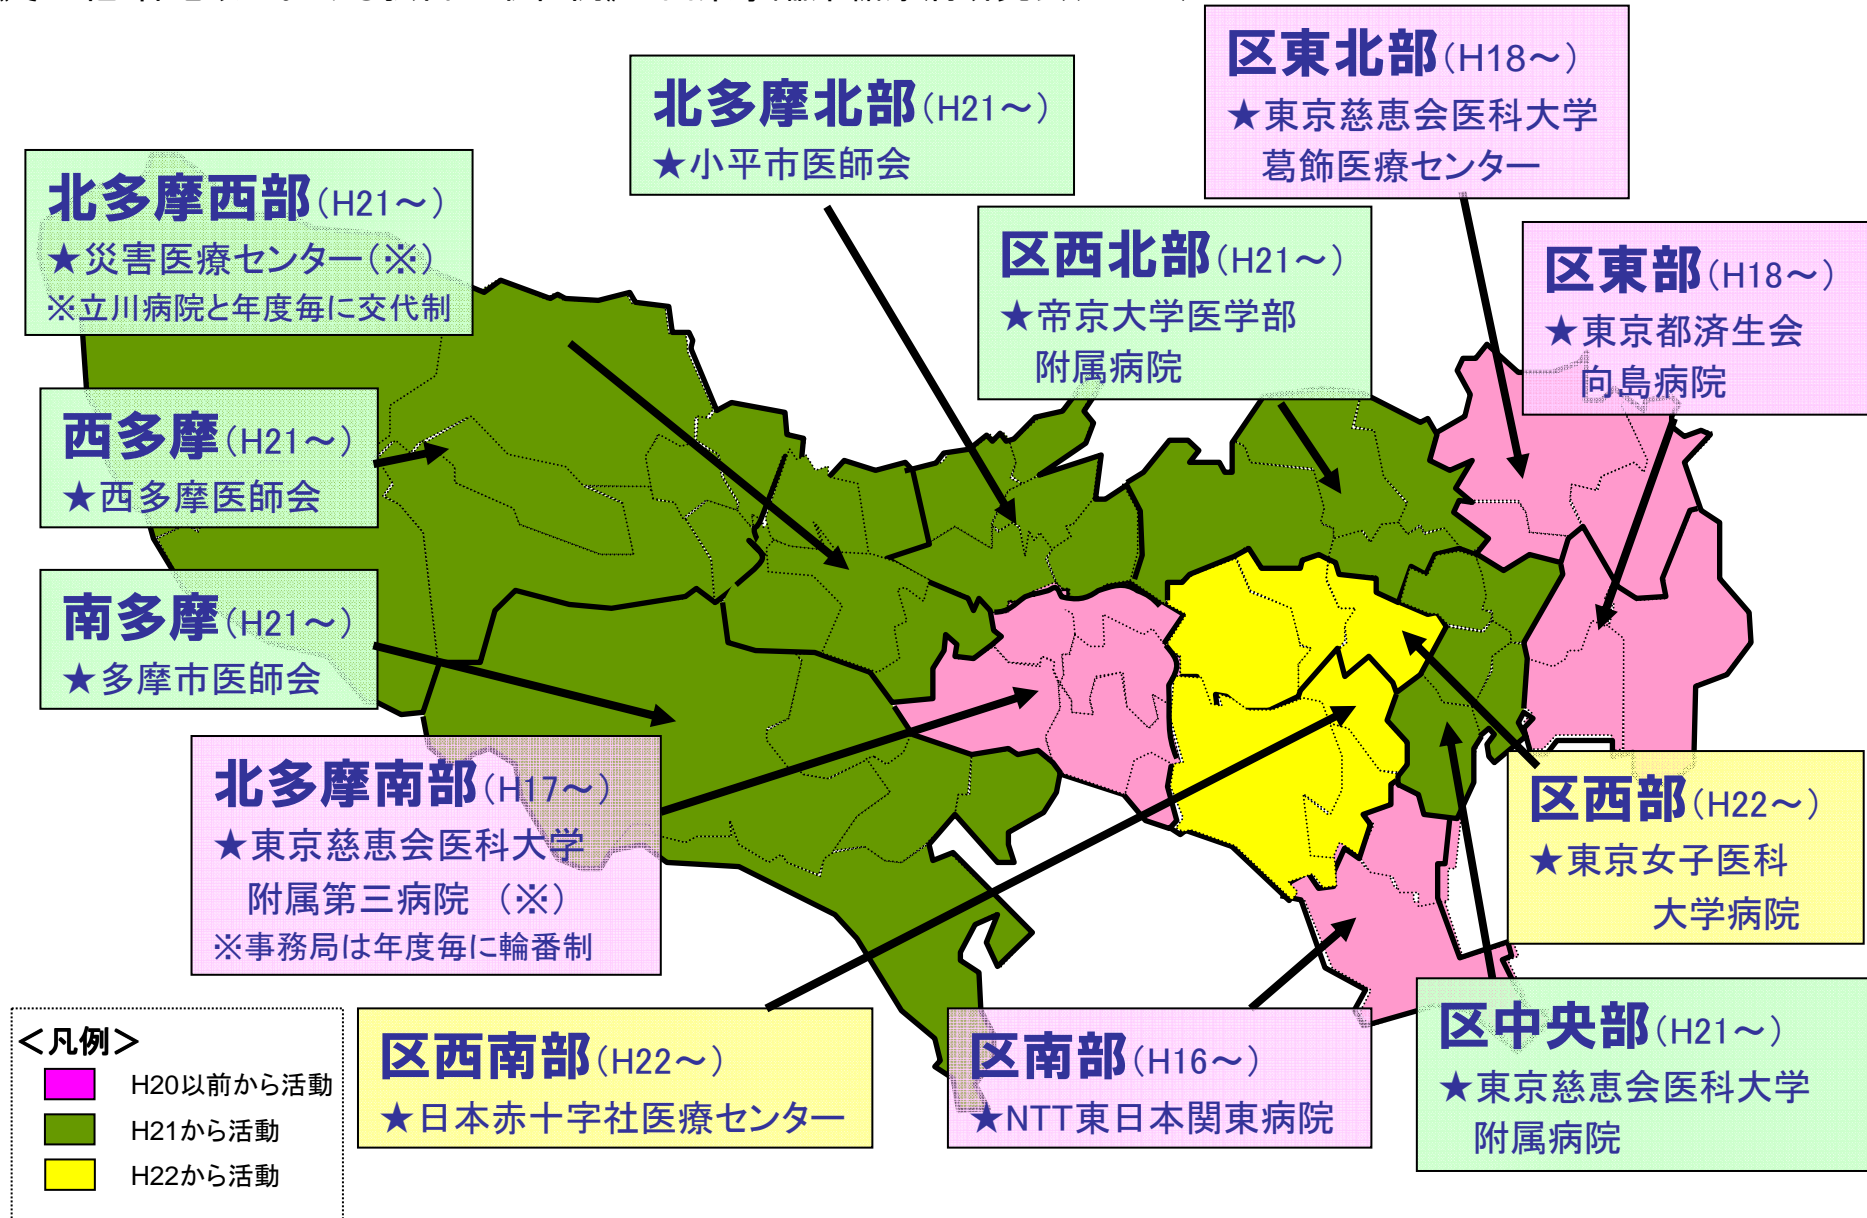 区東北部(H18～)
★東京慈恵会医科大学
葛飾医療センター
北多摩北部(H21～)
★小平市医師会
北多摩西部(H21～)
★災害医療センター(※)
※立川病院と年度毎に交代制
区西北部(H21～)
★帝京大学医学部
附属病院
区東部(H18～)
★東京都済生会
向島病院
西多摩(H21～)
★西多摩医師会
南多摩(H21～)
★多摩市医師会
北多摩南部(H17～)
★東京慈恵会医科大学
附属第三病院 (※)
※事務局は年度毎に輪番制
区西部(H22～)
★東京女子医科
大学病院
区西南部(H22～)
★日本赤十字社医療センター
区南部(H16～)
★NTT東日本関東病院
区中央部(H21～)
★東京慈恵会医科大学
附属病院
＜凡例＞
H20以前から活動
H21から活動
H22から活動